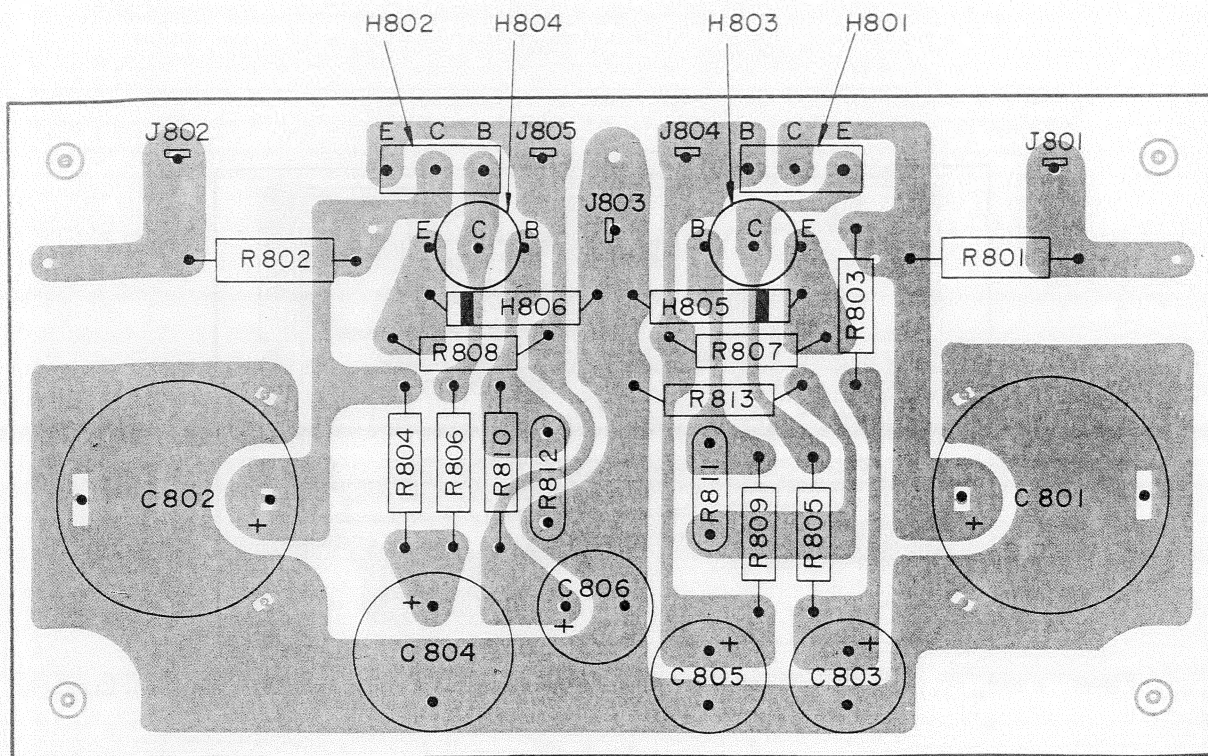 H802 H804 H803 H801
J802 E C B J805 J804 B C E J801
J803
E C B B C E
R802 R801
H806 H805 R803
R808 R807
R813
R804 R806 R810 R812 R811 R809 R805
C802 + + C801
C806
+ +
C804 + +
C805 C803